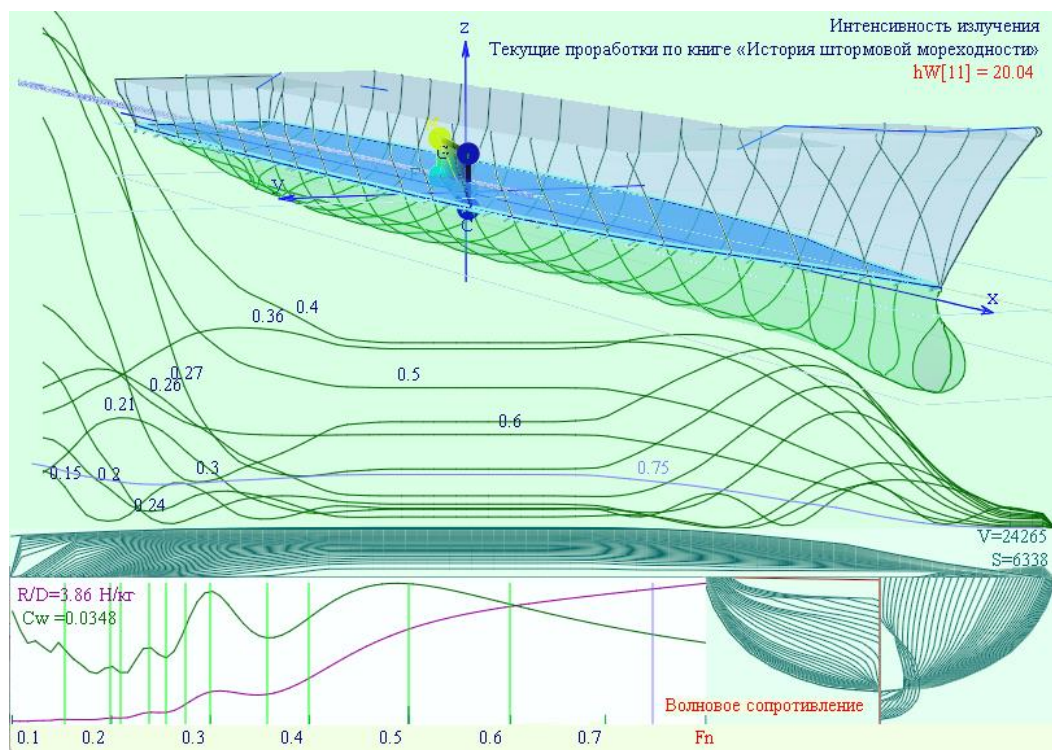 Интенсивность излучения
Текущие проработки по книге «История штормовой мореходности»
hW[11] = 20.04
Z
Y
C
X
0.4
0.36
0.27
0.26
0.5
0.21
0.6
0.3
0.15
0.2
0.75
0.24
V=24265
S=6338
R/D=3.86 Н/кг
Cw =0.0348
Волновое сопротивление
0.1 0.2 0.3 0.4 0.5 0.6 0.7 Fn